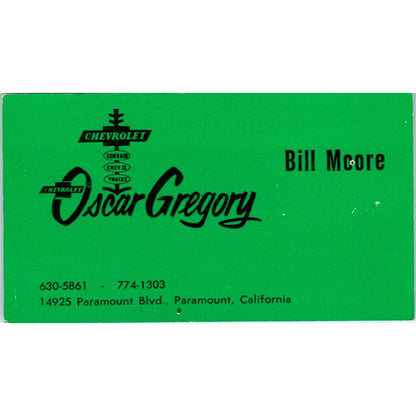 CHEVROLET
CORVAIR
CHEVY II
TRUCKS
Bill Moore
CHEVROLET
Oscar Gregory
630-5861 - 774-1303
14925 Paramount Blvd., Paramount, California